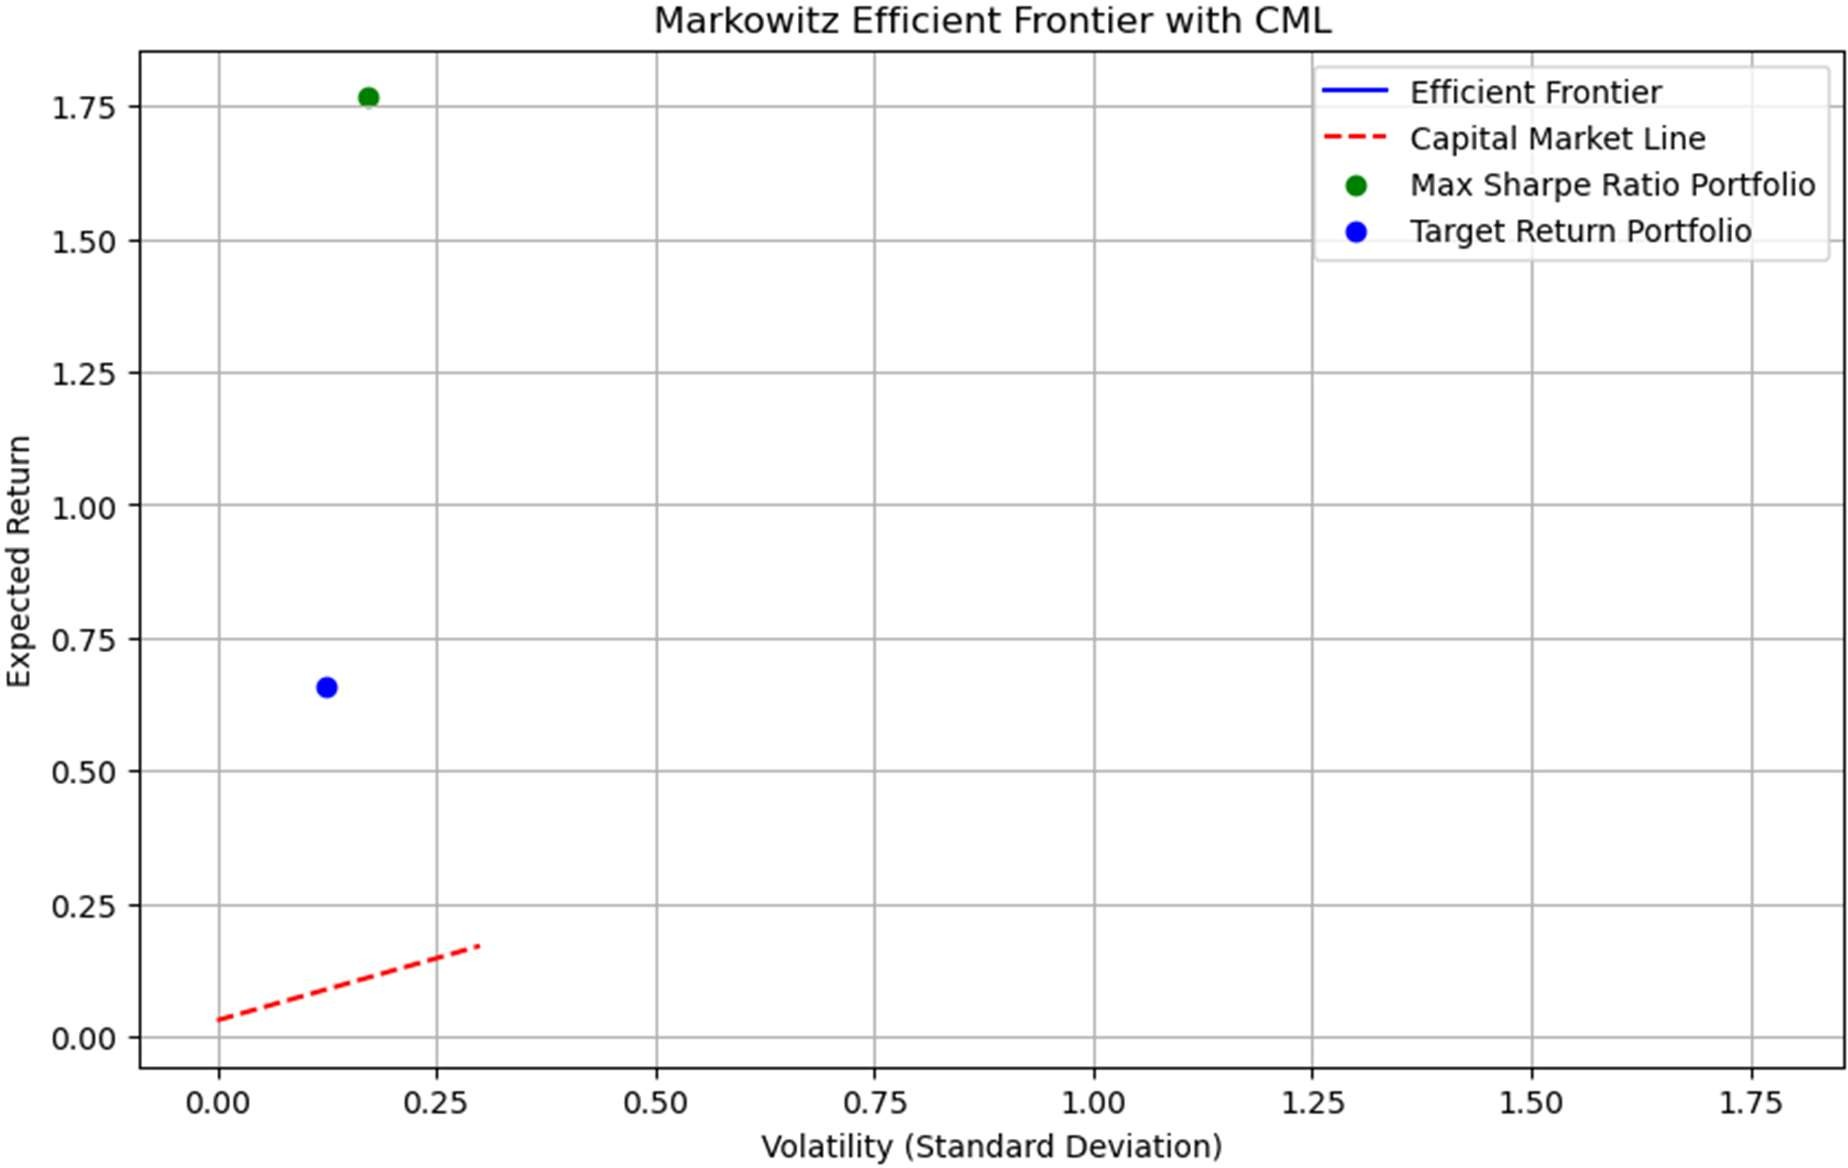 Markowitz Efficient Frontier with CML
Efficient Frontier
Capital Market Line
Max Sharpe Ratio Portfolio
Target Return Portfolio
Expected Return
1.75
1.50
1.25
1.00
0.75
0.50
0.25
0.00
0.00 0.25 0.50 0.75 1.00 1.25 1.50 1.75
Volatility (Standard Deviation)